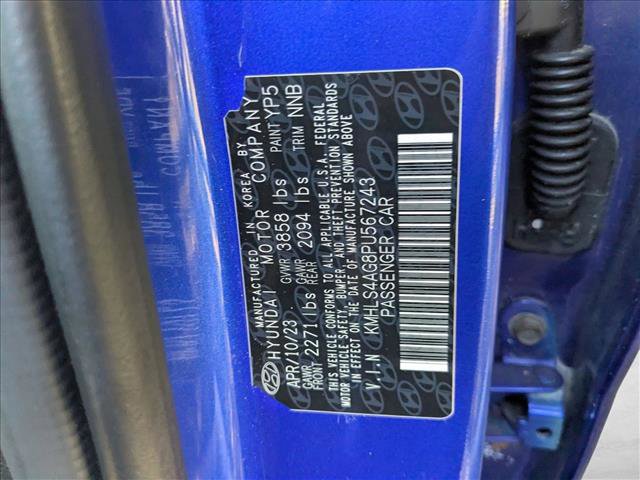 MANUFACTURED IN KOREA BY
HYUNDAI MOTOR COMPANY
APR/10/23 GVWR 3858 lbs PAINT YP5
GAWR FRONT 2271 lbs GAWR REAR 2094 lbs TRIM NNB
THIS VEHICLE CONFORMS TO ALL APPLICABLE U.S.A. FEDERAL
MOTOR VEHICLE SAFETY, BUMPER, AND THEFT PREVENTION STANDARDS
IN EFFECT ON THE DATE OF MANUFACTURE SHOWN ABOVE
V.I.N KMHLS4AG8PU567243
PASSENGER CAR